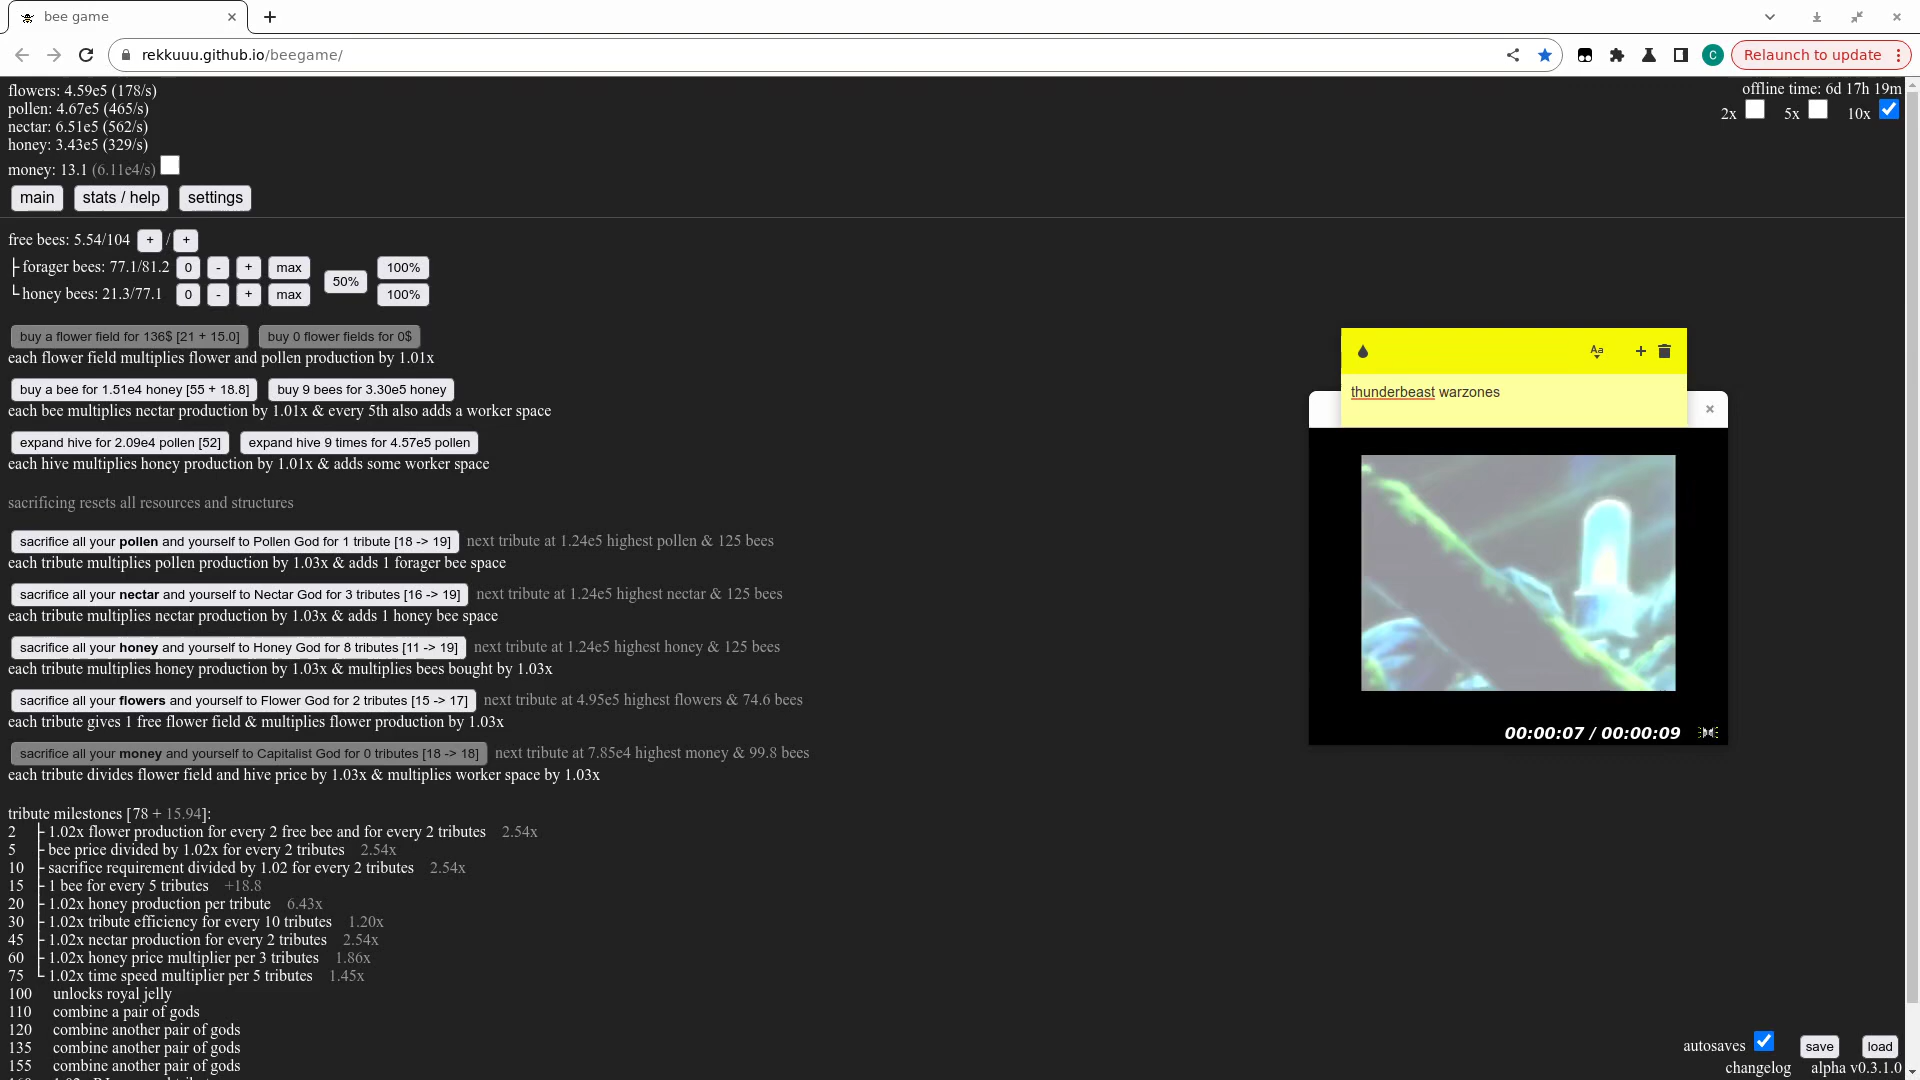 bee game
rekkuuu.github.io/beegame/
C
Relaunch to update
flowers: 4.59e5 (178/s)
pollen: 4.67e5 (465/s)
nectar: 6.51e5 (562/s)
honey: 3.43e5 (329/s)
money: 13.1 (6.11e4/s)
offline time: 6d 17h 19m
2x 5x 10x
main stats / help settings
free bees: 5.54/104 + / +
forager bees: 77.1/81.2 0 - + max 100%
50%
honey bees: 21.3/77.1 0 - + max 100%
buy a flower field for 136$ [21 + 15.0] buy 0 flower fields for 0$
each flower field multiplies flower and pollen production by 1.01x
buy a bee for 1.51e4 honey [55 + 18.8] buy 9 bees for 3.30e5 honey
each bee multiplies nectar production by 1.01x & every 5th also adds a worker space
expand hive for 2.09e4 pollen [52] expand hive 9 times for 4.57e5 pollen
each hive multiplies honey production by 1.01x & adds some worker space
sacrificing resets all resources and structures
sacrifice all your pollen and yourself to Pollen God for 1 tribute [18 -> 19] next tribute at 1.24e5 highest pollen & 125 bees
each tribute multiplies pollen production by 1.03x & adds 1 forager bee space
sacrifice all your nectar and yourself to Nectar God for 3 tributes [16 -> 19] next tribute at 1.24e5 highest nectar & 125 bees
each tribute multiplies nectar production by 1.03x & adds 1 honey bee space
sacrifice all your honey and yourself to Honey God for 8 tributes [11 -> 19] next tribute at 1.24e5 highest honey & 125 bees
each tribute multiplies honey production by 1.03x & multiplies bees bought by 1.03x
sacrifice all your flowers and yourself to Flower God for 2 tributes [15 -> 17] next tribute at 4.95e5 highest flowers & 74.6 bees
each tribute gives 1 free flower field & multiplies flower production by 1.03x
sacrifice all your money and yourself to Capitalist God for 0 tributes [18 -> 18] next tribute at 7.85e4 highest money & 99.8 bees
each tribute divides flower field and hive price by 1.03x & multiplies worker space by 1.03x
tribute milestones [78 + 15.94]:
2 1.02x flower production for every 2 free bee and for every 2 tributes 2.54x
5 bee price divided by 1.02x for every 2 tributes 2.54x
10 sacrifice requirement divided by 1.02 for every 2 tributes 2.54x
15 1 bee for every 5 tributes +18.8
20 1.02x honey production per tribute 6.43x
30 1.02x tribute efficiency for every 10 tributes 1.20x
45 1.02x nectar production for every 2 tributes 2.54x
60 1.02x honey price multiplier per 3 tributes 1.86x
75 1.02x time speed multiplier per 5 tributes 1.45x
100 unlocks royal jelly
110 combine a pair of gods
120 combine another pair of gods
135 combine another pair of gods
155 combine another pair of gods
Aa
thunderbeast warzones
00:00:07 / 00:00:09
autosaves save load
changelog alpha v0.3.1.0